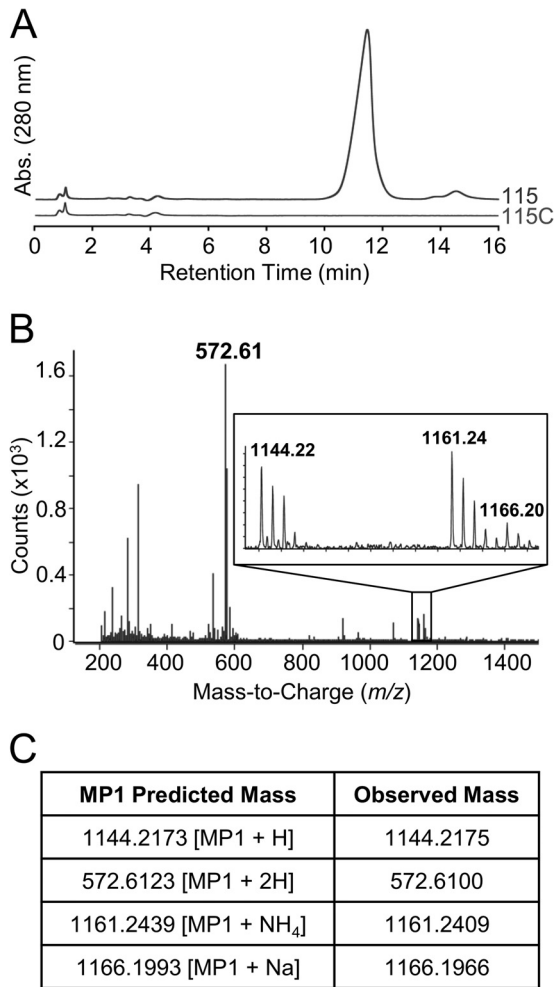 A
Abs. (280 nm)
115
115C
0 2 4 6 8 10 12 14 16
Retention Time (min)
B
572.61
1.6
1.2
0.8
0.4
0
Counts (x10³)
1144.22
1161.24
1166.20
200 400 600 800 1000 1200 1400
Mass-to-Charge (m/z)
C
MP1 Predicted Mass Observed Mass
1144.2173 [MP1 + H] 1144.2175
572.6123 [MP1 + 2H] 572.6100
1161.2439 [MP1 + NH₄] 1161.2409
1166.1993 [MP1 + Na] 1166.1966